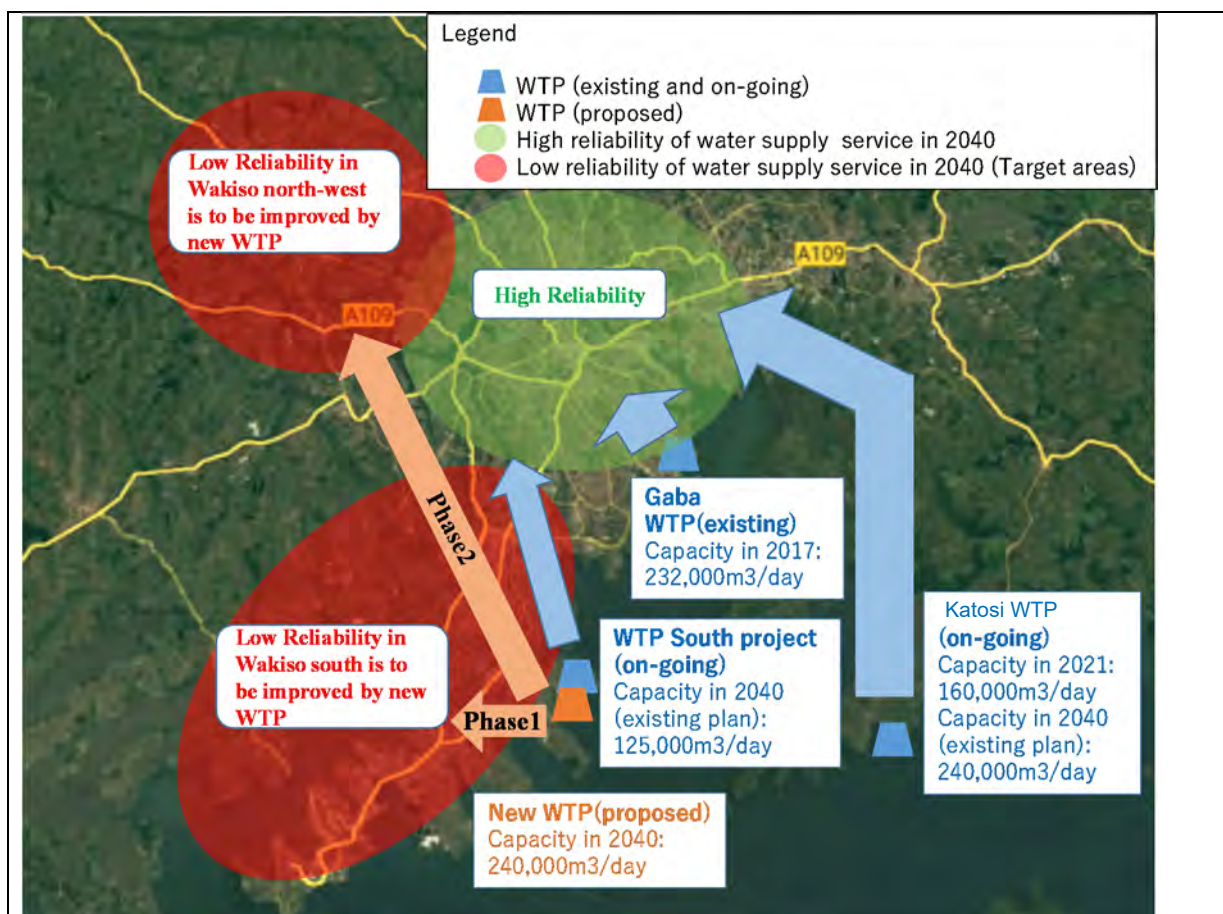 Legend
WTP (existing and on-going)
WTP (proposed)
High reliability of water supply service in 2040
Low reliability of water supply service in 2040 (Target areas)
Low Reliability in
Wakiso north-west
is to be improved by
new WTP
A109
High Reliability
A109
Phase2
Gaba
WTP(existing)
Capacity in 2017:
232,000m3/day
Low Reliability in
Wakiso south is to
be improved by new
WTP
Phase1
WTP South project
(on-going)
Capacity in 2040
(existing plan):
125,000m3/day
Katosi WTP
(on-going)
Capacity in 2021:
160,000m3/day
Capacity in 2040
(existing plan):
240,000m3/day
New WTP(proposed)
Capacity in 2040:
240,000m3/day